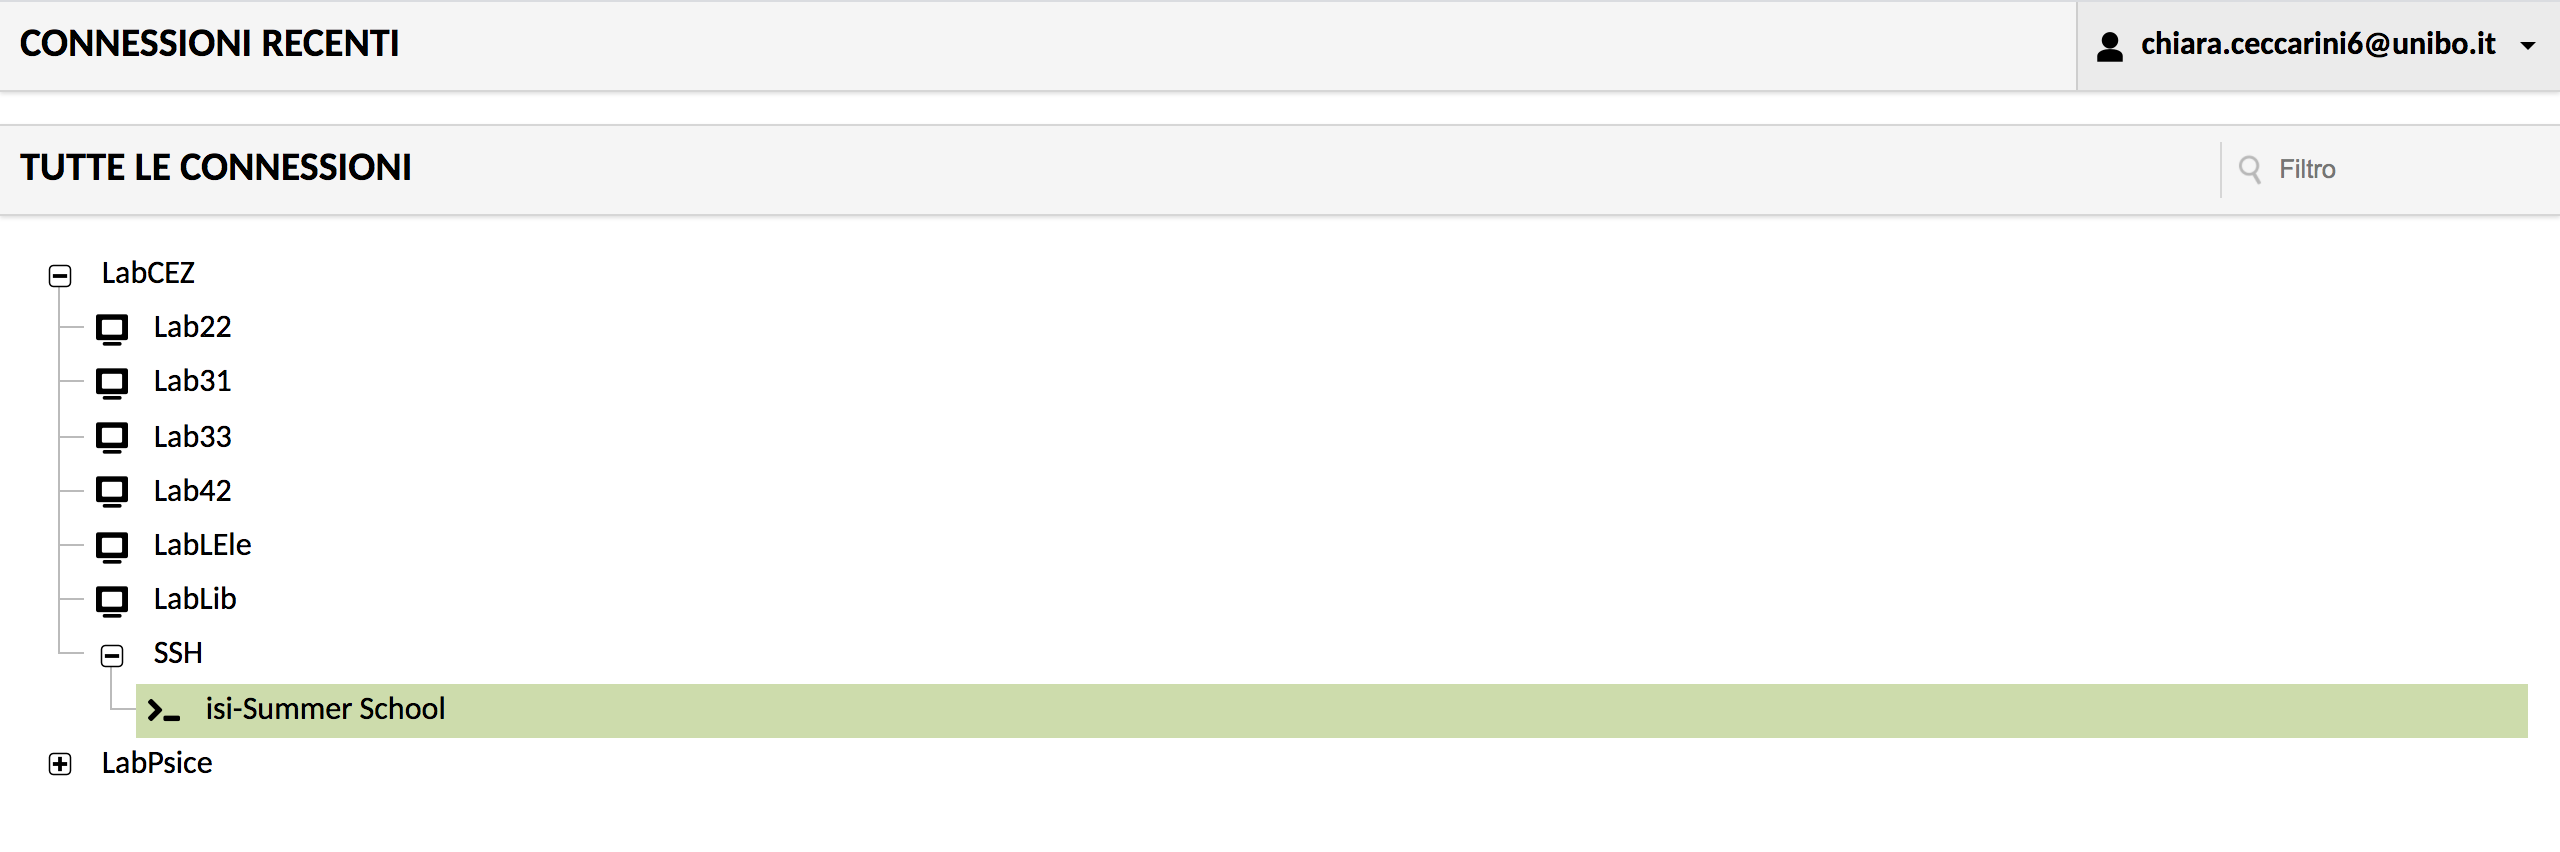 CONNESSIONI RECENTI
chiara.ceccarini6@unibo.it
TUTTE LE CONNESSIONI
Filtro
LabCEZ
Lab22
Lab31
Lab33
Lab42
LabLEle
LabLib
SSH
isi-Summer School
LabPsice